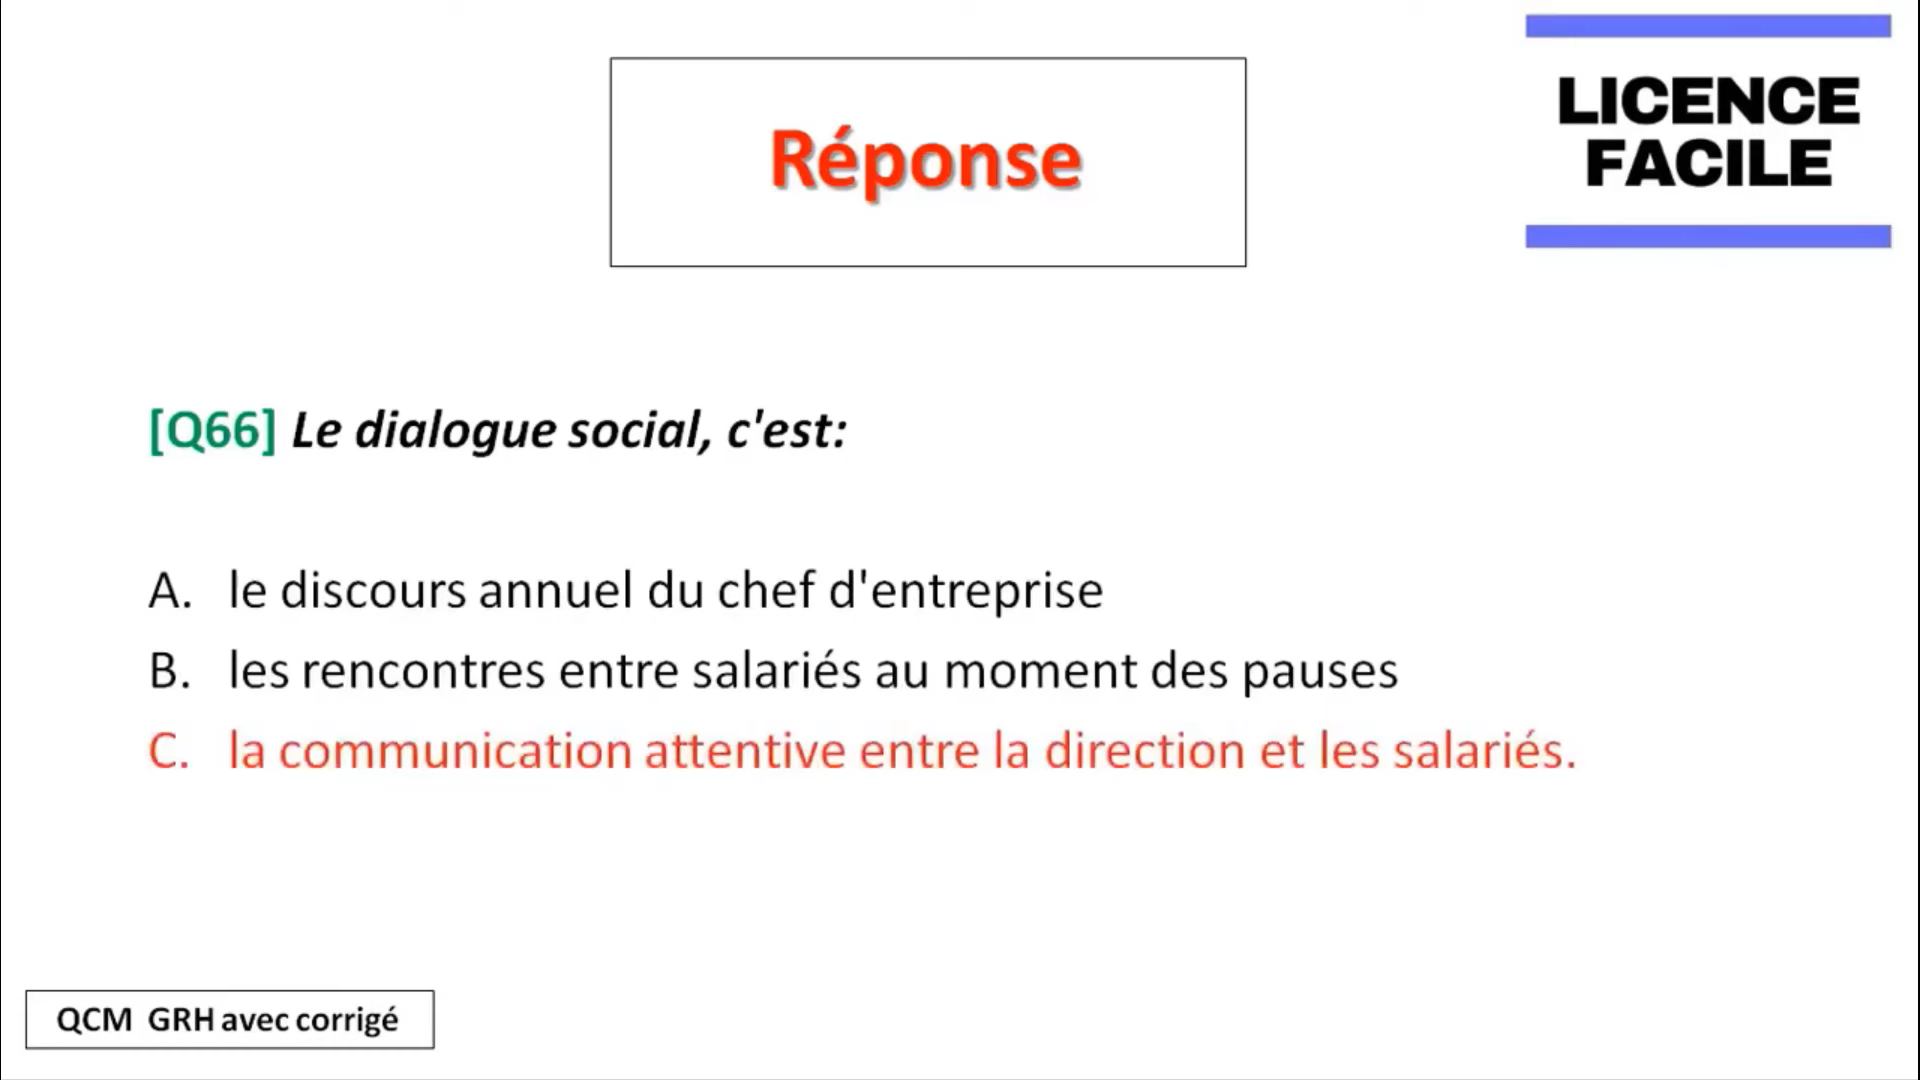 LICENCE
FACILE
Réponse
[Q66] Le dialogue social, c'est:
A. le discours annuel du chef d'entreprise
B. les rencontres entre salariés au moment des pauses
C. la communication attentive entre la direction et les salariés.
QCM GRH avec corrigé